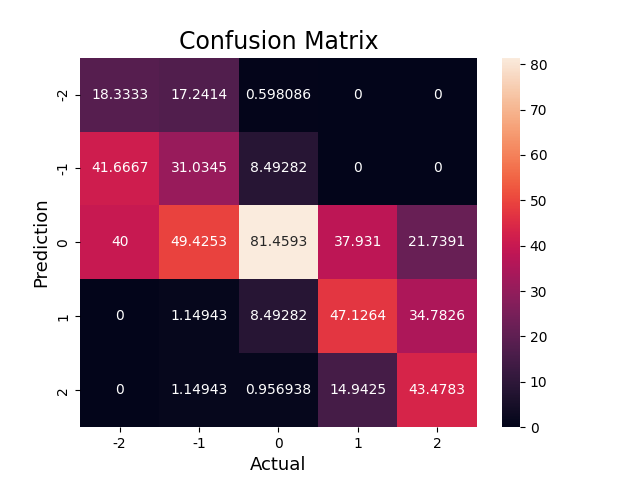 Confusion Matrix
Prediction
-2 18.3333 17.2414 0.598086 0 0
-1 41.6667 31.0345 8.49282 0 0
0 40 49.4253 81.4593 37.931 21.7391
1 0 1.14943 8.49282 47.1264 34.7826
2 0 1.14943 0.956938 14.9425 43.4783
-2 -1 0 1 2
Actual
80
70
60
50
40
30
20
10
0